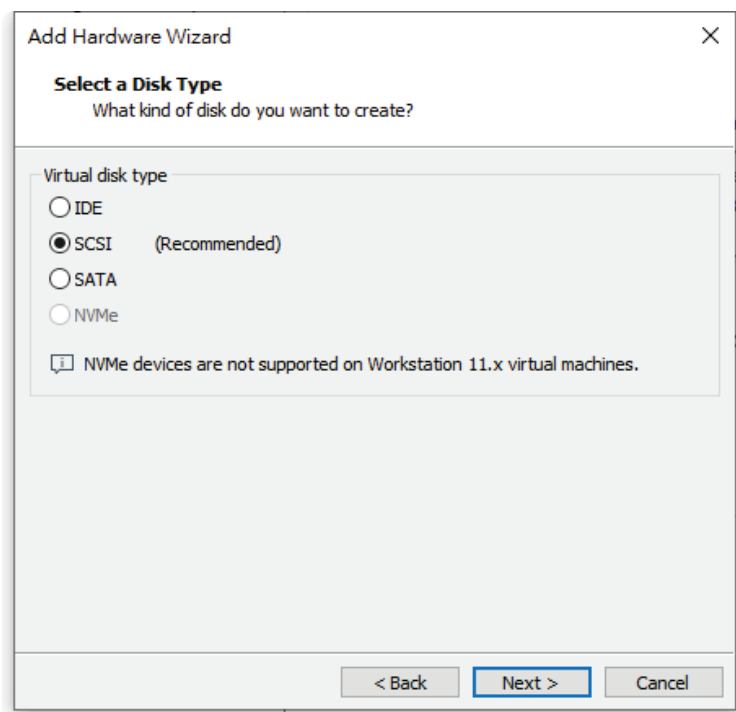 Add Hardware Wizard
Select a Disk Type
What kind of disk do you want to create?
Virtual disk type
IDE
SCSI (Recommended)
SATA
NVMe
NVMe devices are not supported on Workstation 11.x virtual machines.
< Back Next > Cancel